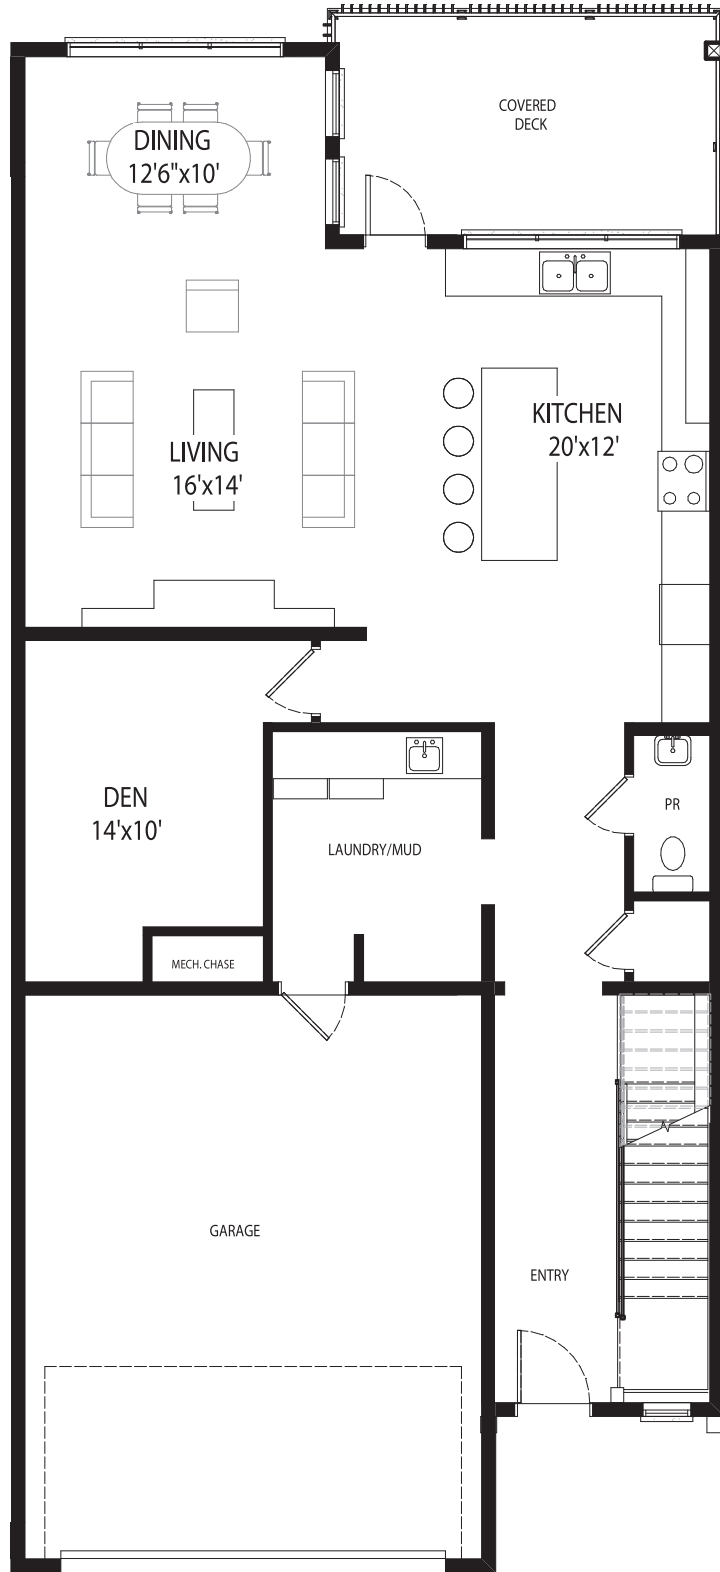 COVERED
DECK
DINING
12'6"x10'
KITCHEN
20'x12'
LIVING
16'x14'
DEN
14'x10'
PR
LAUNDRY/MUD
MECH. CHASE
GARAGE
ENTRY